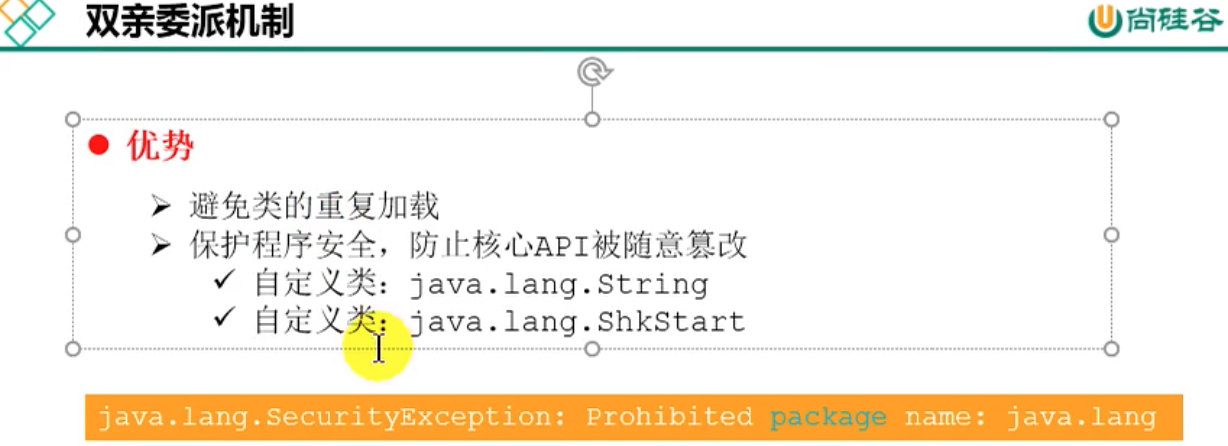 双亲委派机制
尚硅谷
优势
避免类的重复加载
保护程序安全，防止核心API被随意篡改
自定义类：java.lang.String
自定义类：java.lang.ShkStart
java.lang.SecurityException: Prohibited package name: java.lang